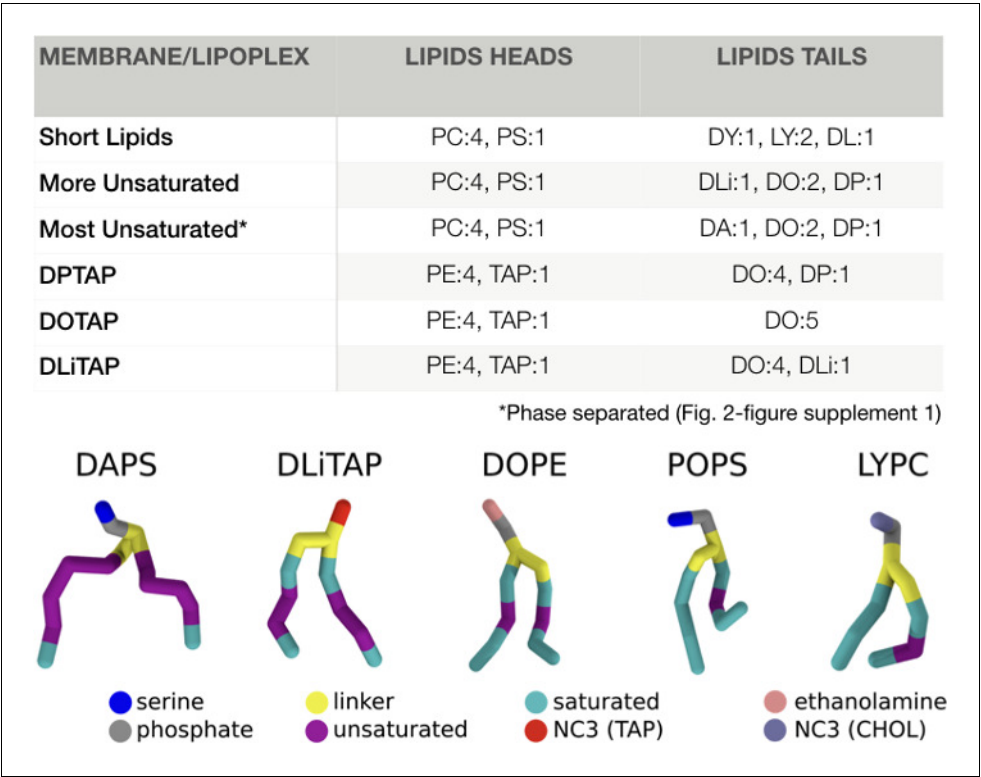 MEMBRANE/LIPOPLEX LIPIDS HEADS LIPIDS TAILS
Short Lipids PC:4, PS:1 DY:1, LY:2, DL:1
More Unsaturated PC:4, PS:1 DLi:1, DO:2, DP:1
Most Unsaturated* PC:4, PS:1 DA:1, DO:2, DP:1
DPTAP PE:4, TAP:1 DO:4, DP:1
DOTAP PE:4, TAP:1 DO:5
DLiTAP PE:4, TAP:1 DO:4, DLi:1
*Phase separated (Fig. 2-figure supplement 1)
DAPS DLiTAP DOPE POPS LYPC
serine linker saturated ethanolamine
phosphate unsaturated NC3 (TAP) NC3 (CHOL)